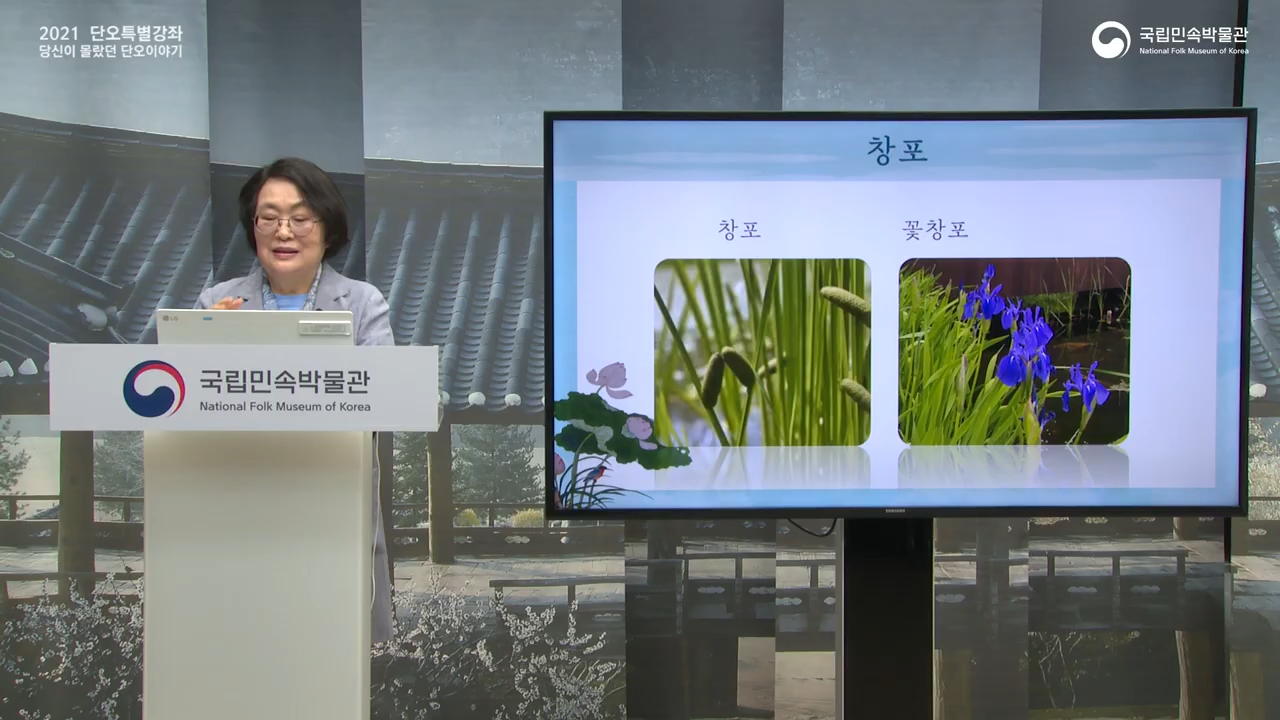 2021 단오특별강좌
당신이 몰랐던 단오이야기
국립민속박물관
National Folk Museum of Korea
창포
창포
꽃창포
LG
국립민속박물관
National Folk Museum of Korea
SAMSUNG